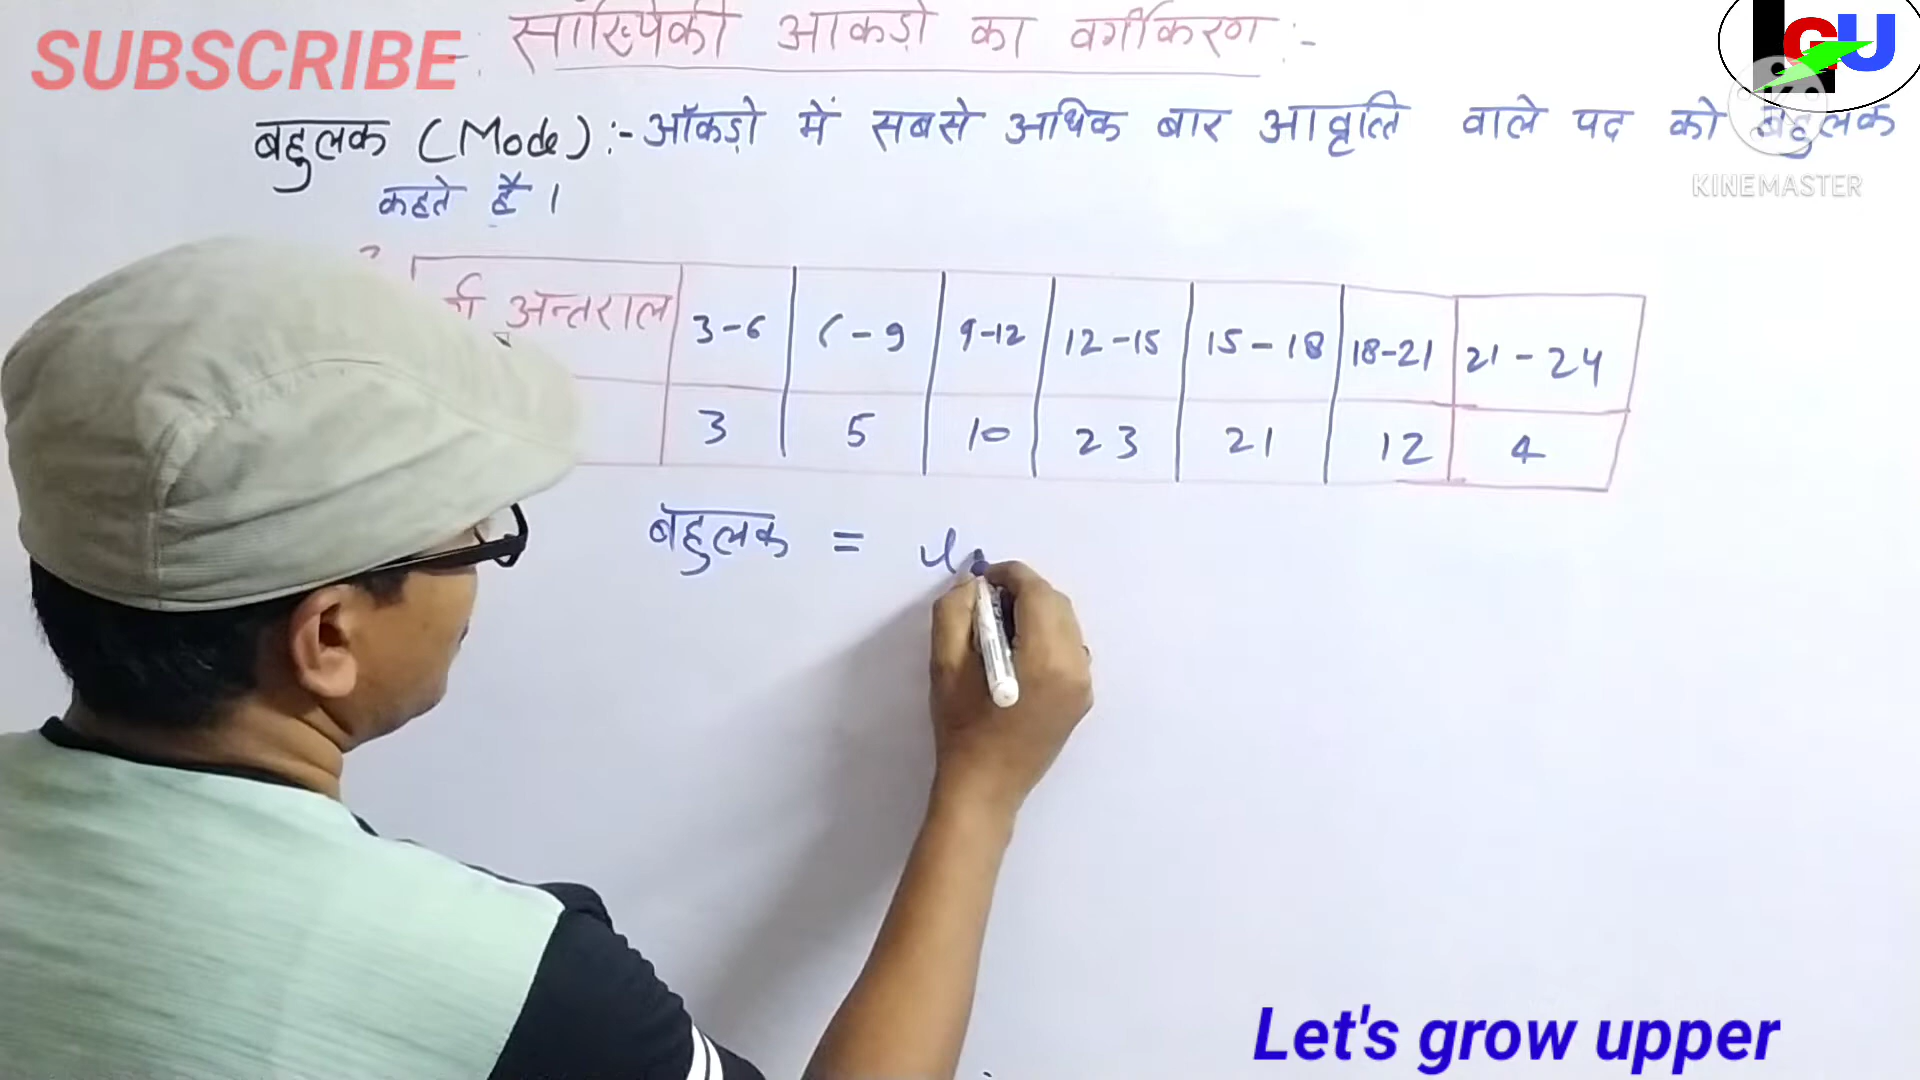 SUBSCRIBE
-: सांख्यिकी आकड़ो का वर्गीकरण :-
GU
बहुलक (Mode) :- आँकड़ो में सबसे अधिक बार आवृत्ति वाले पद को बहुलक
कहते है ।
KINEMASTER
अन्तराल 3-6 6-9 9-12 12-15 15-18 18-21 21-24
3 5 10 23 21 12 4
बहुलक =
Let's grow upper